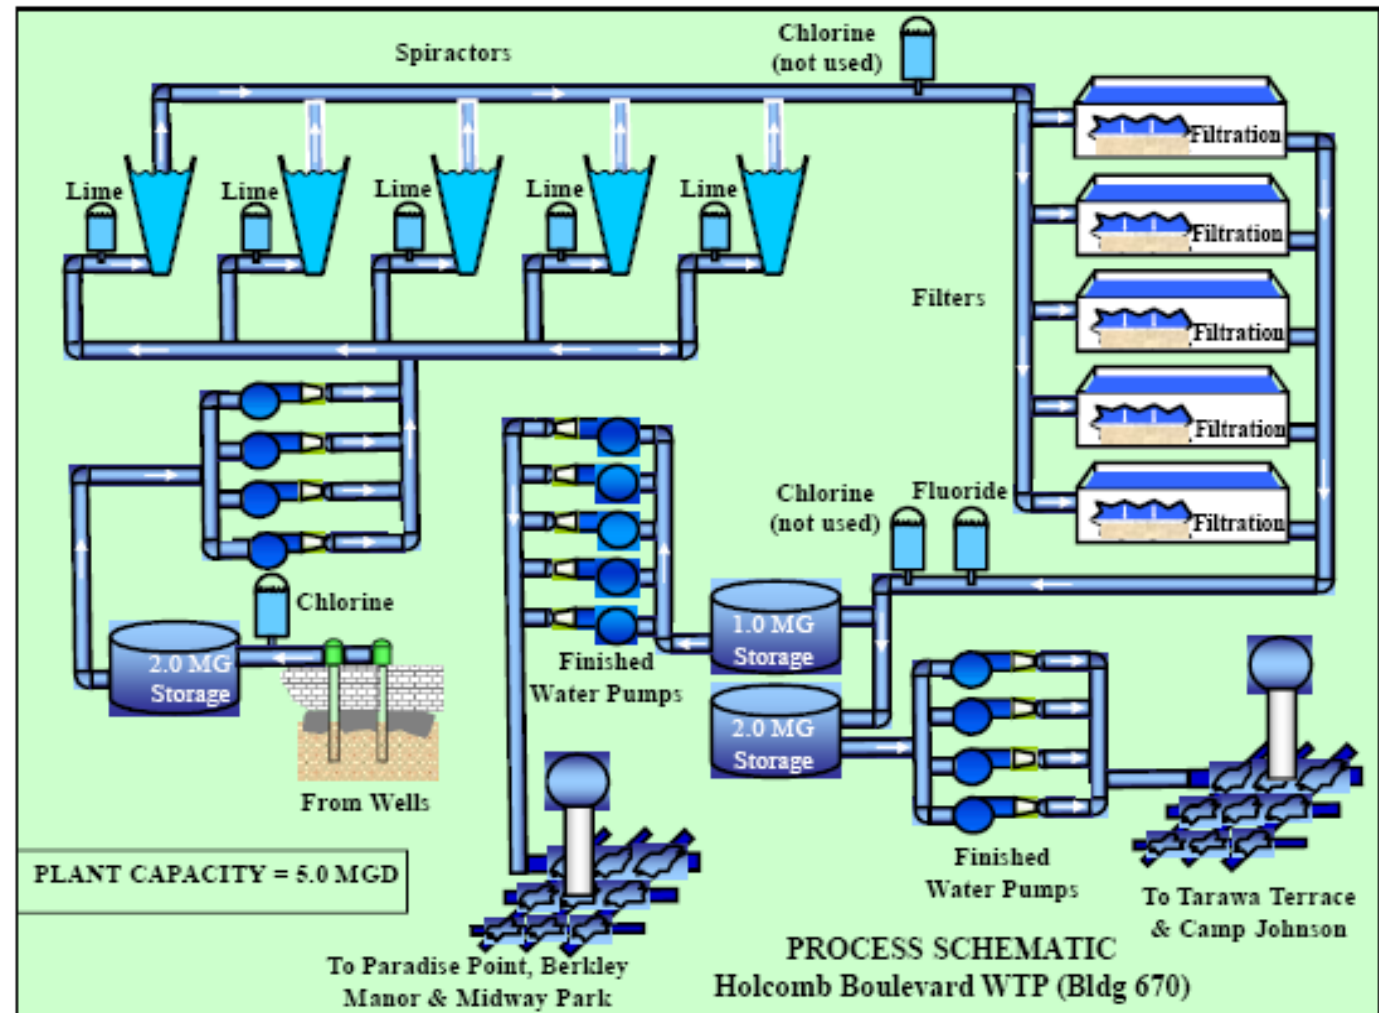 Spiractors
Chlorine
(not used)
Lime
Lime
Lime
Lime
Lime
Filtration
Filtration
Filtration
Filtration
Filtration
Filters
Chlorine
(not used)
Fluoride
Chlorine
2.0 MG
Storage
From Wells
Finished
Water Pumps
1.0 MG
Storage
2.0 MG
Storage
Finished
Water Pumps
To Tarawa Terrace
& Camp Johnson
PLANT CAPACITY = 5.0 MGD
To Paradise Point, Berkley
Manor & Midway Park
PROCESS SCHEMATIC
Holcomb Boulevard WTP (Bldg 670)